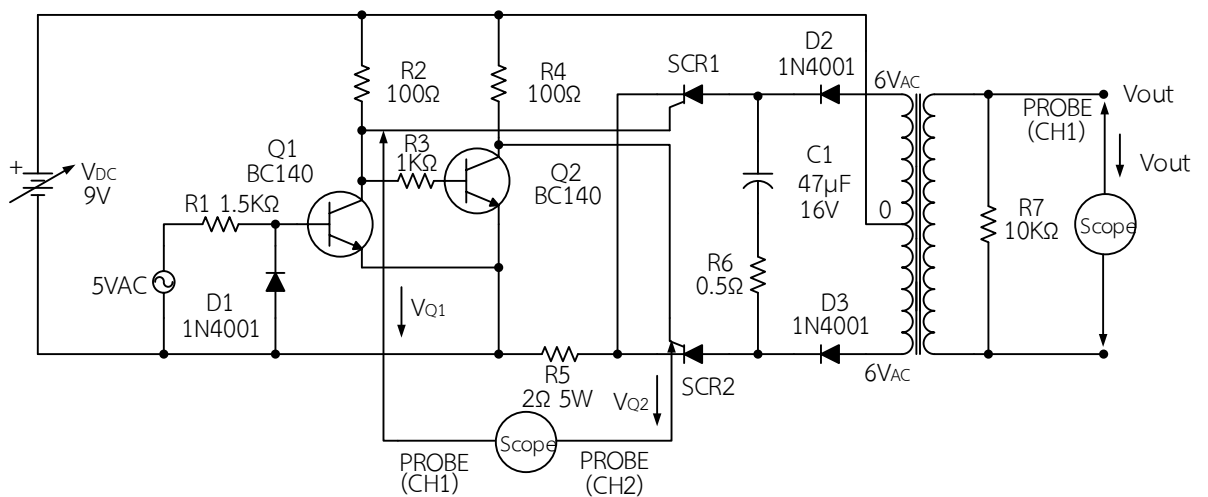 D2
1N4001
SCR1
6VAC
R2
100Ω
R4
100Ω
PROBE
(CH1)
Vout
Vout
R3
1KΩ
Q1
BC140
Q2
BC140
C1
47µF
16V
+
VDC
9V
R1 1.5KΩ
0
R7
10KΩ
Scope
R6
0.5Ω
5VAC
D1
1N4001
VQ1
D3
1N4001
6VAC
R5
2Ω 5W
VQ2
SCR2
Scope
PROBE
(CH1)
PROBE
(CH2)